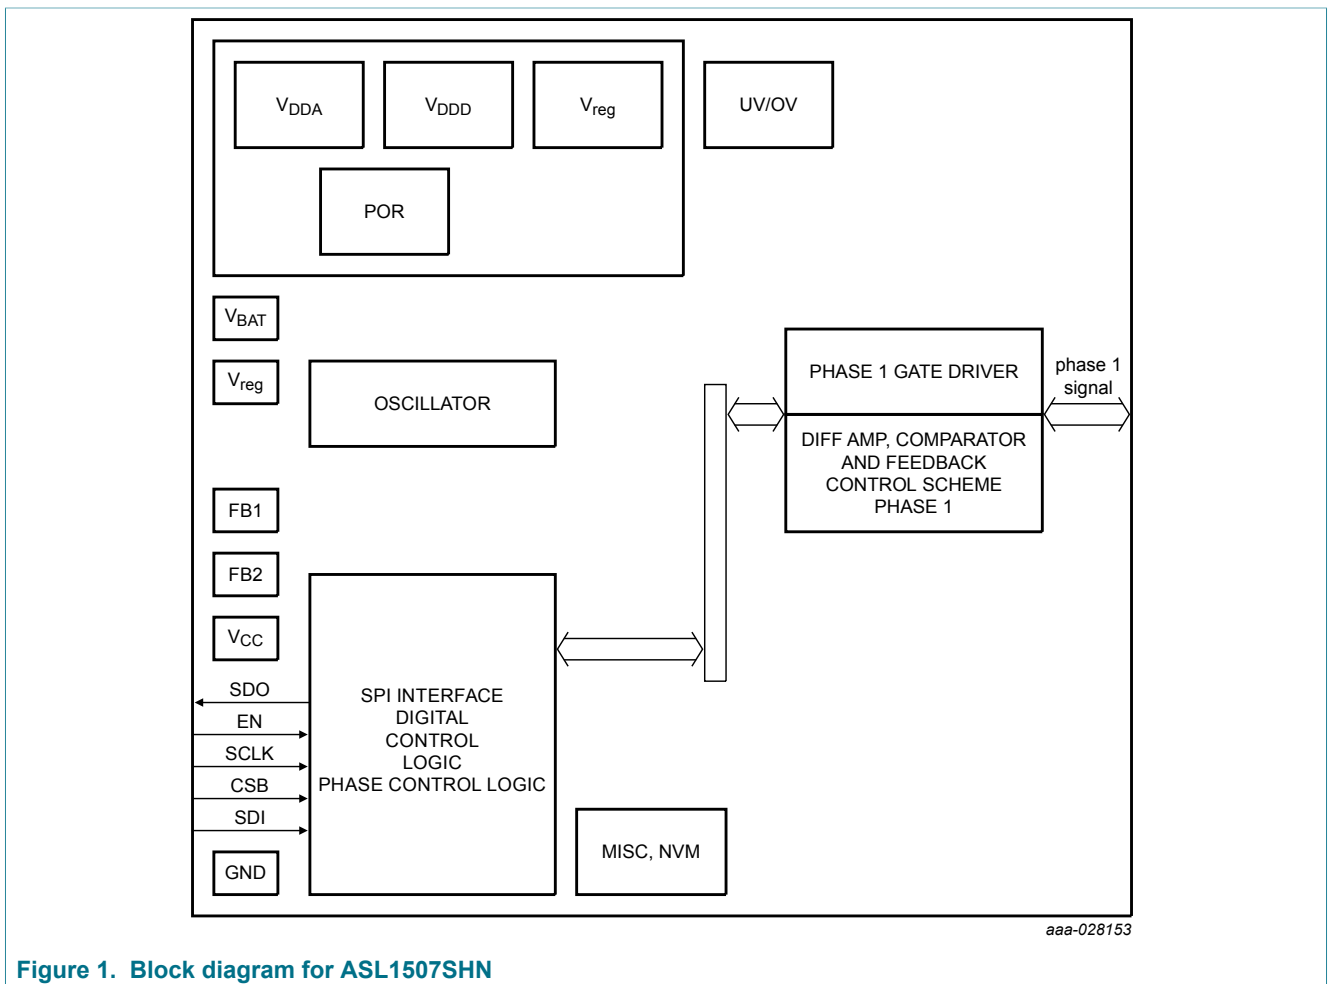 VDDA
VDDD
Vreg
UV/OV
POR
VBAT
Vreg
OSCILLATOR
PHASE 1 GATE DRIVER
phase 1
signal
DIFF AMP, COMPARATOR
AND FEEDBACK
CONTROL SCHEME
PHASE 1
FB1
FB2
VCC
SDO
EN
SCLK
CSB
SDI
GND
SPI INTERFACE
DIGITAL
CONTROL
LOGIC
PHASE CONTROL LOGIC
MISC, NVM
aaa-028153
Figure 1. Block diagram for ASL1507SHN